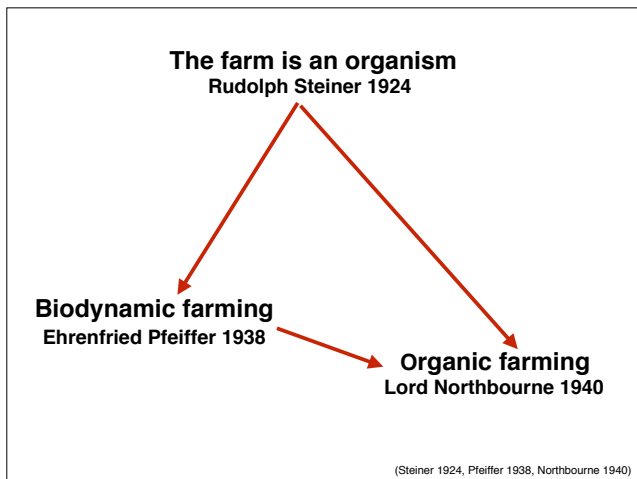 The farm is an organism
Rudolph Steiner 1924
Biodynamic farming
Ehrenfried Pfeiffer 1938
Organic farming
Lord Northbourne 1940
(Steiner 1924, Pfeiffer 1938, Northbourne 1940)